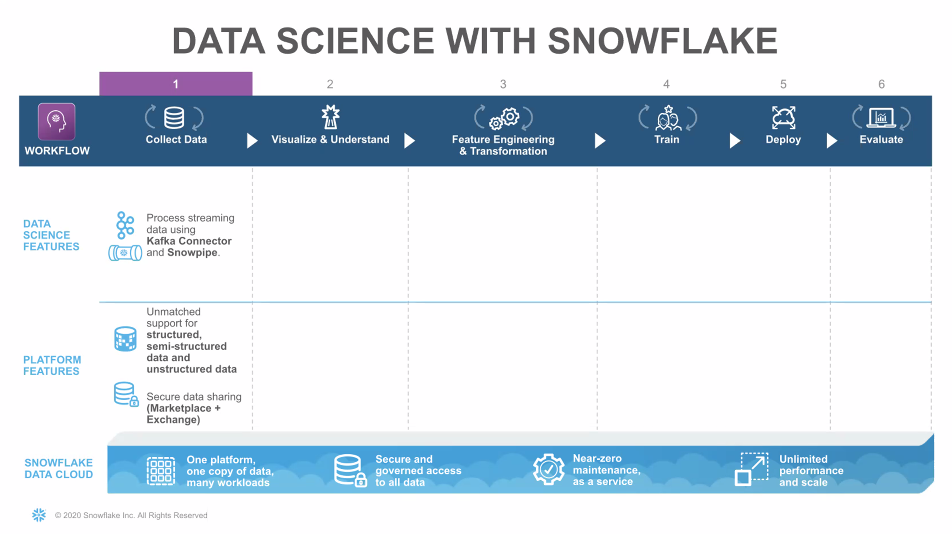 DATA SCIENCE WITH SNOWFLAKE
1
2
3
4
5
6
WORKFLOW
Collect Data
Visualize & Understand
Feature Engineering
& Transformation
Train
Deploy
Evaluate
DATA
SCIENCE
FEATURES
Process streaming
data using
Kafka Connector
and Snowpipe.
PLATFORM
FEATURES
Unmatched
support for
structured,
semi-structured
data and
unstructured data
Secure data sharing
(Marketplace +
Exchange)
SNOWFLAKE
DATA CLOUD
One platform,
one copy of data,
many workloads
Secure and
governed access
to all data
Near-zero
maintenance,
as a service
Unlimited
performance
and scale
© 2020 Snowflake Inc. All Rights Reserved